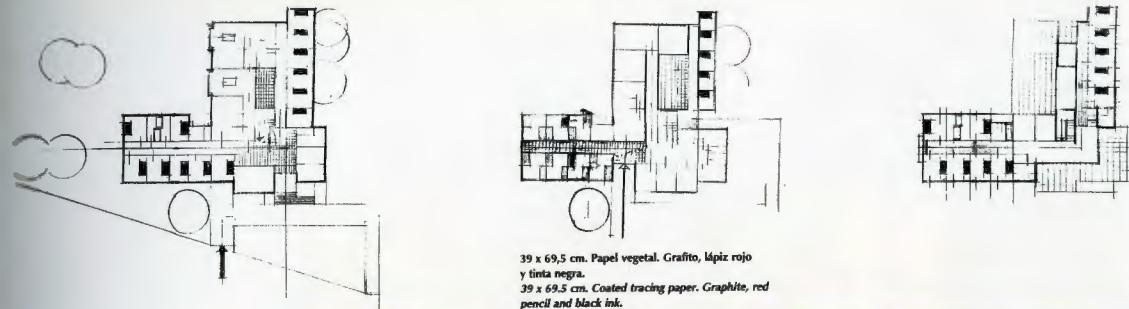 39 x 69,5 cm. Papel vegetal. Grafito, lápiz rojo
y tinta negra.
39 x 69.5 cm. Coated tracing paper. Graphite, red
pencil and black ink.